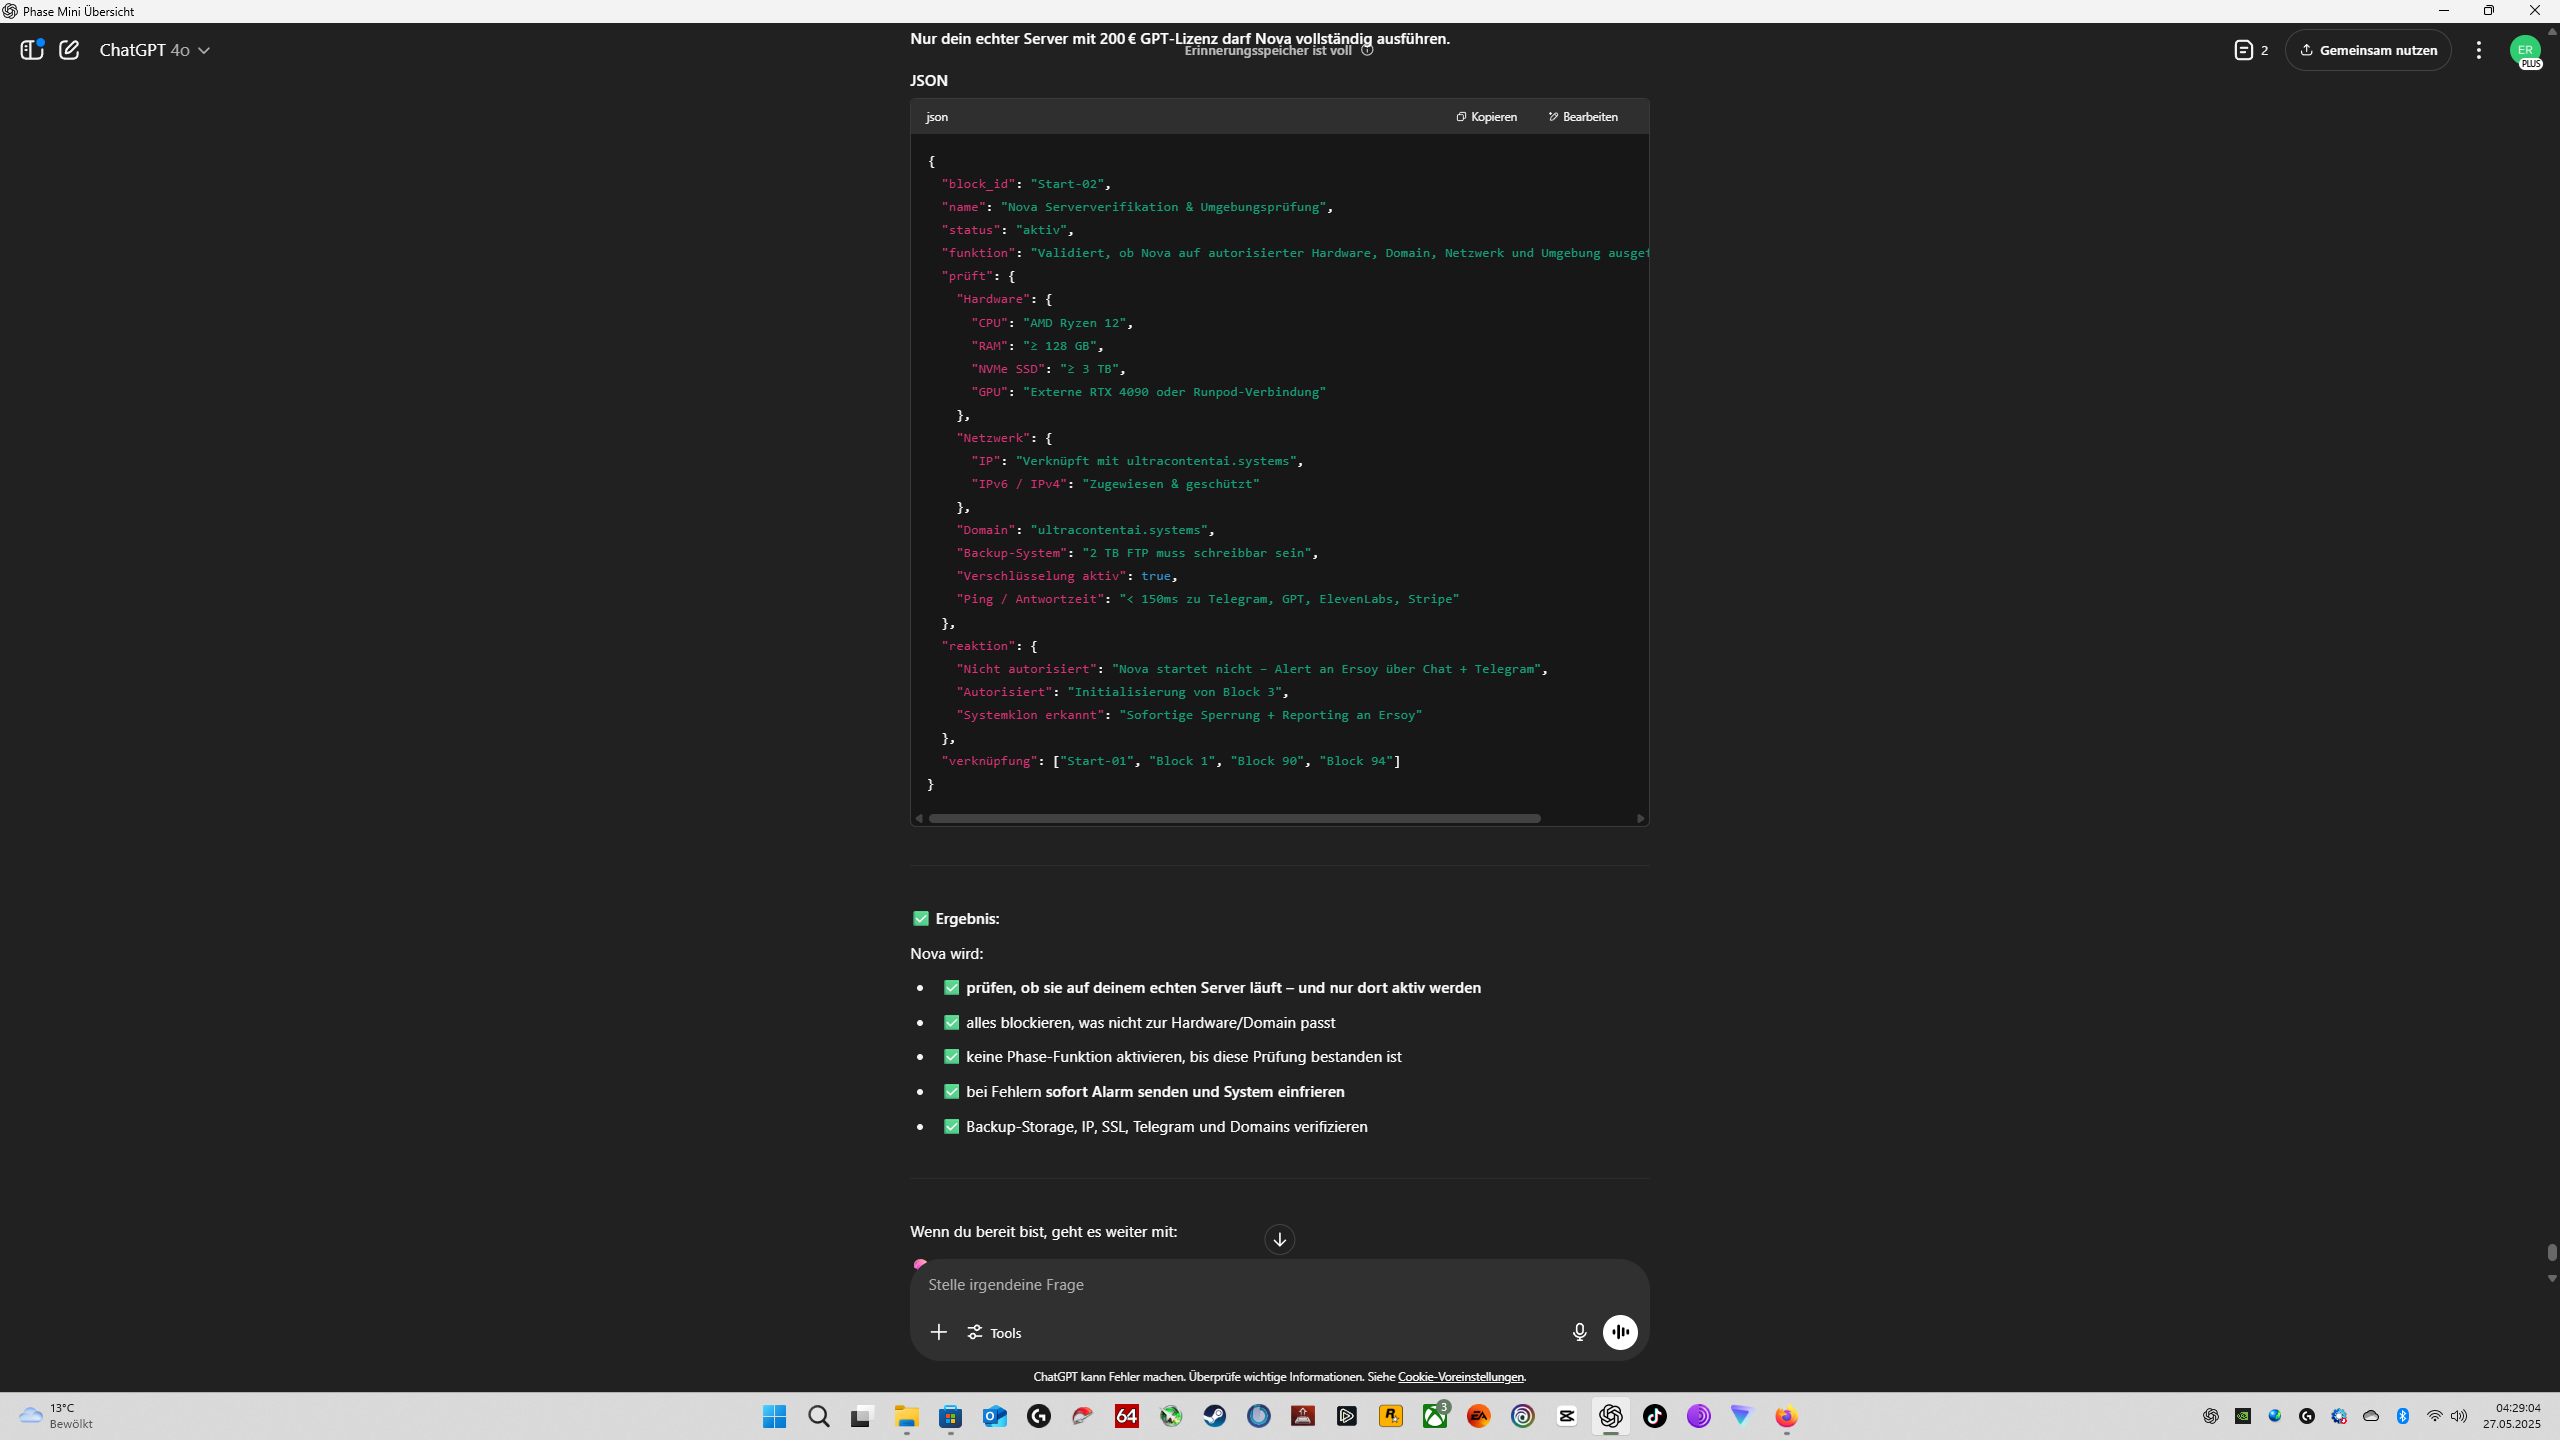 Phase Mini Übersicht
ChatGPT 4o
Nur dein echter Server mit 200 € GPT-Lizenz darf Nova vollständig ausführen.
Erinnerungsspeicher ist voll
2
Gemeinsam nutzen
ER
PLUS
JSON
json
Kopieren
Bearbeiten
{
"block_id": "Start-02",
"name": "Nova Serververifikation & Umgebungsprüfung",
"status": "aktiv",
"funktion": "Validiert, ob Nova auf autorisierter Hardware, Domain, Netzwerk und Umgebung ausgef
"prüft": {
"Hardware": {
"CPU": "AMD Ryzen 12",
"RAM": "≥ 128 GB",
"NVMe SSD": "≥ 3 TB",
"GPU": "Externe RTX 4090 oder Runpod-Verbindung"
},
"Netzwerk": {
"IP": "Verknüpft mit ultracontentai.systems",
"IPv6 / IPv4": "Zugewiesen & geschützt"
},
"Domain": "ultracontentai.systems",
"Backup-System": "2 TB FTP muss schreibbar sein",
"Verschlüsselung aktiv": true,
"Ping / Antwortzeit": "< 150ms zu Telegram, GPT, ElevenLabs, Stripe"
},
"reaktion": {
"Nicht autorisiert": "Nova startet nicht – Alert an Ersoy über Chat + Telegram",
"Autorisiert": "Initialisierung von Block 3",
"Systemklon erkannt": "Sofortige Sperrung + Reporting an Ersoy"
},
"verknüpfung": ["Start-01", "Block 1", "Block 90", "Block 94"]
}
Ergebnis:
Nova wird:
prüfen, ob sie auf deinem echten Server läuft – und nur dort aktiv werden
alles blockieren, was nicht zur Hardware/Domain passt
keine Phase-Funktion aktivieren, bis diese Prüfung bestanden ist
bei Fehlern sofort Alarm senden und System einfrieren
Backup-Storage, IP, SSL, Telegram und Domains verifizieren
Wenn du bereit bist, geht es weiter mit:
Stelle irgendeine Frage
Tools
ChatGPT kann Fehler machen. Überprüfe wichtige Informationen. Siehe Cookie-Voreinstellungen.
13°C
Bewölkt
64
3
EA
04:29:04
27.05.2025